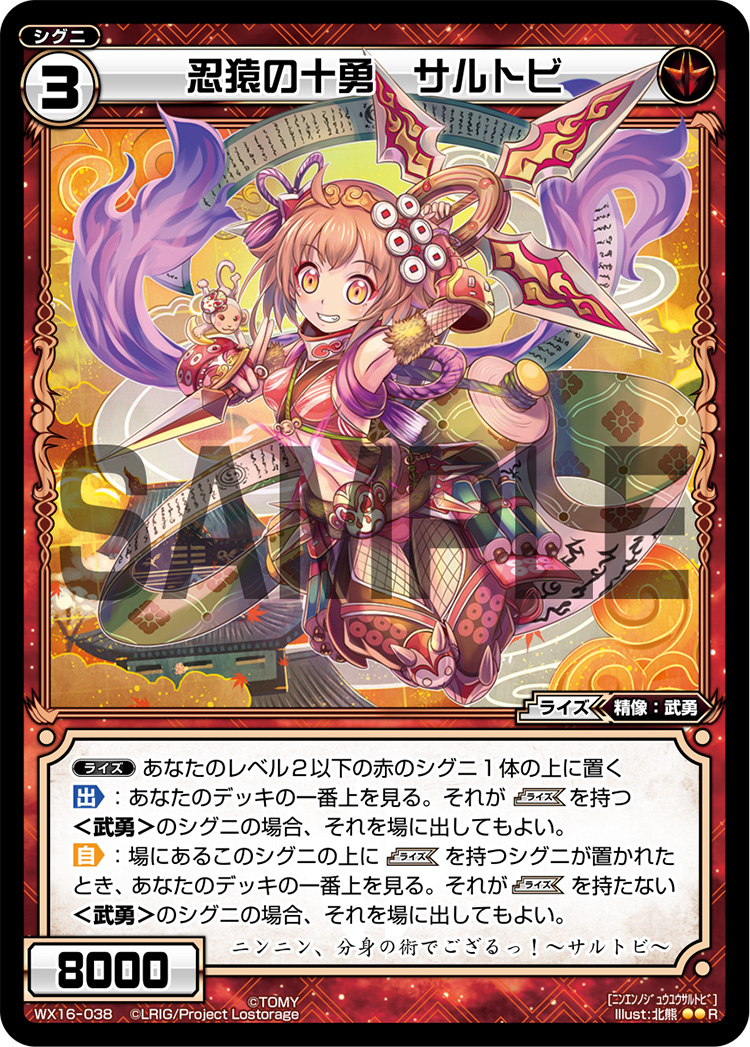 シグニ
3
忍猿の十勇　サルトビ
SAMPLE
ライズ 精像：武勇
ライズ あなたのレベル２以下の赤のシグニ１体の上に置く
出：あなたのデッキの一番上を見る。それが ライズ を持つ
＜武勇＞のシグニの場合、それを場に出してもよい。
自：場にあるこのシグニの上に ライズ を持つシグニが置かれた
とき、あなたのデッキの一番上を見る。それが ライズ を持たない
＜武勇＞のシグニの場合、それを場に出してもよい。
ニンニン、分身の術でござるっ！～サルトビ～
8000
©TOMY
[ﾆﾝｴﾝﾉｼﾞｭｳﾕｳｻﾙﾄﾋﾞ]
WX16-038 ©LRIG/Project Lostorage
Illust:北熊 R